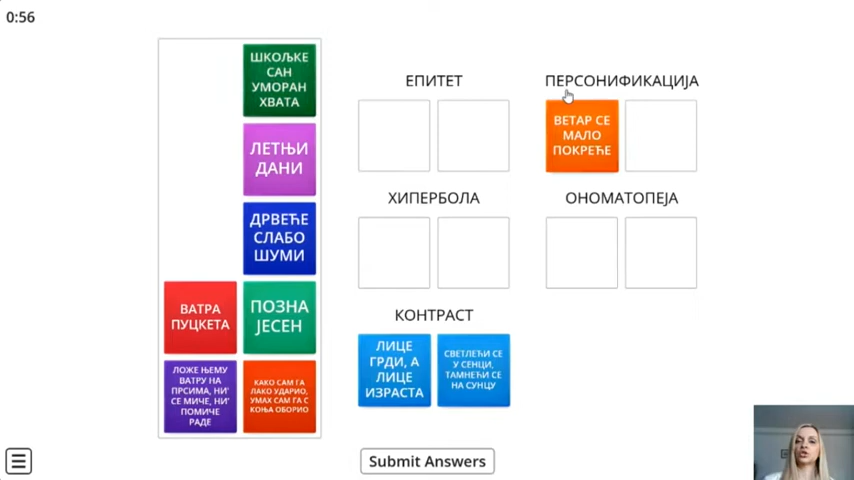 0:56
ШКОЉКЕ
САН
УМОРАН
ХВАТА
ЛЕТЊИ
ДАНИ
ДРВЕЋЕ
СЛАБО
ШУМИ
ВАТРА
ПУЦКЕТА
ПОЗНА
ЈЕСЕН
ЛОЖЕ ЊЕМУ
ВАТРУ НА
ПРСИМА, НИ'
СЕ МИЧЕ, НИ'
ПОМИЧЕ
РАДЕ
КАКО САМ ГА
ЛАКО УДАРИО,
УМАХ САМ ГА С
КОЊА ОБОРИО
ЕПИТЕТ
ПЕРСОНИФИКАЦИЈА
ВЕТАР СЕ
МАЛО
ПОКРЕЋЕ
ХИПЕРБОЛА
ОНОМАТОПЕЈА
КОНТРАСТ
ЛИЦЕ
ГРДИ, А
ЛИЦЕ
ИЗРАСТА
СВЕТЛЕЋИ СЕ
У СЕНЦИ,
ТАМНЕЋИ СЕ
НА СУНЦУ
Submit Answers